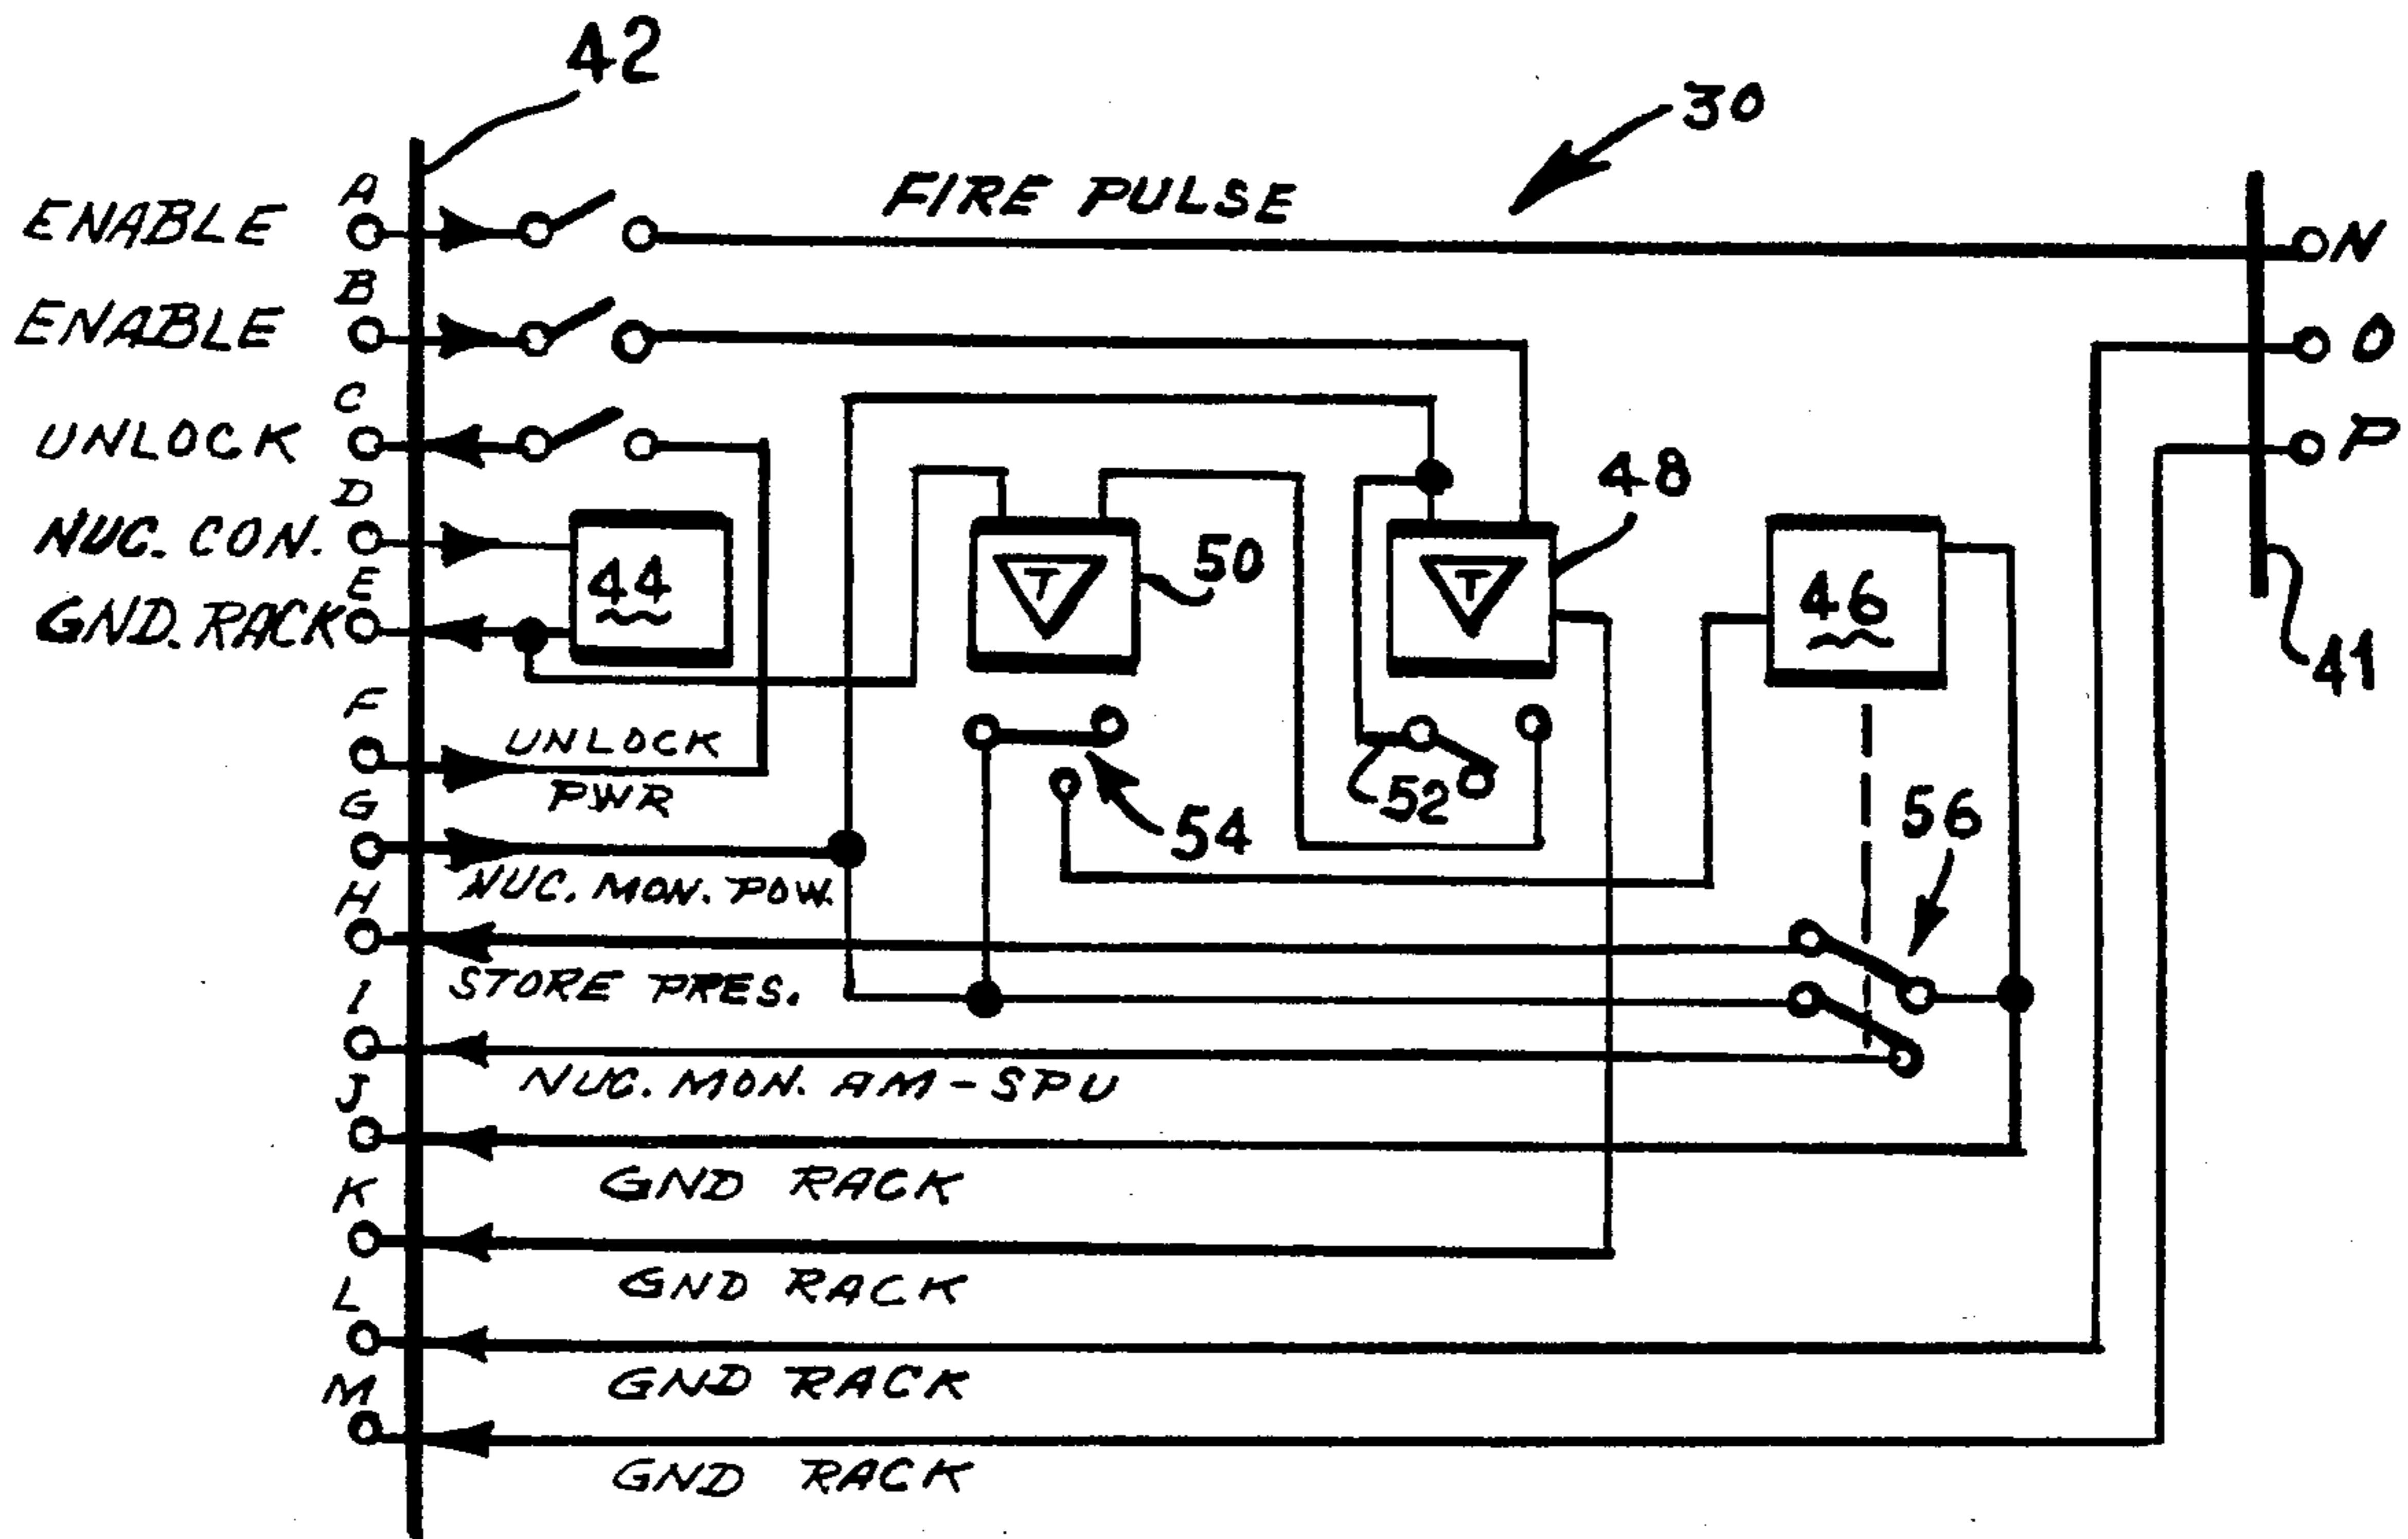 42
30
A
ENABLE
FIRE PULSE
N
B
ENABLE
O
C
UNLOCK
P
D
NUC. CON.
44
T
50
T
48
46
E
GND. RACK
41
F
UNLOCK
PWR
52
54
56
G
NUC. MON. POW.
H
STORE PRES.
I
NUC. MON. AM-SPU
J
GND RACK
K
GND RACK
L
GND RACK
M
GND RACK